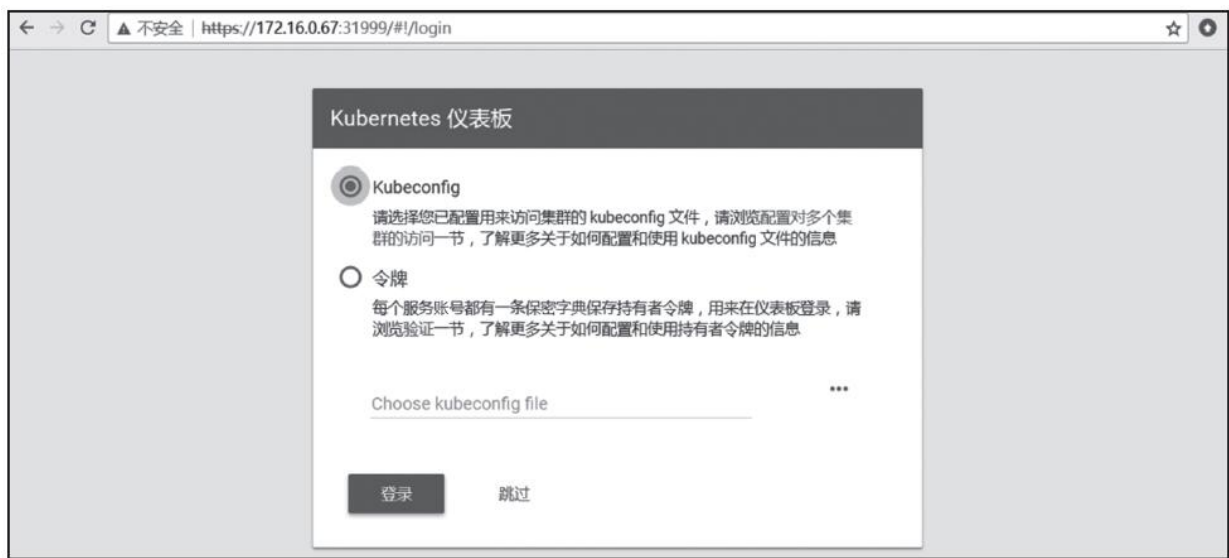 不安全 | https://172.16.0.67:31999/#!/login
Kubernetes 仪表板
Kubeconfig
请选择您已配置用来访问集群的 kubeconfig 文件，请浏览配置对多个集
群的访问一节，了解更多关于如何配置和使用 kubeconfig 文件的信息
令牌
每个服务账号都有一条保密字典保存持有者令牌，用来在仪表板登录，请
浏览验证一节，了解更多关于如何配置和使用持有者令牌的信息
Choose kubeconfig file
登录 跳过